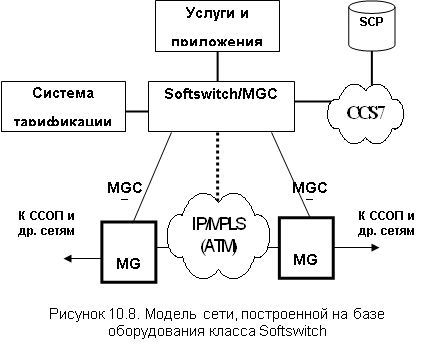 Услуги и
приложения
SCP
Система
тарификации
Softswitch/MGC
CCS7
MGC
MGC
К ССОП и
др. сетям
MG
IP/MPLS
(ATM)
MG
К ССОП и
др. сетям
Рисунок 10.8. Модель сети, построенной на базе
оборудования класса Softswitch